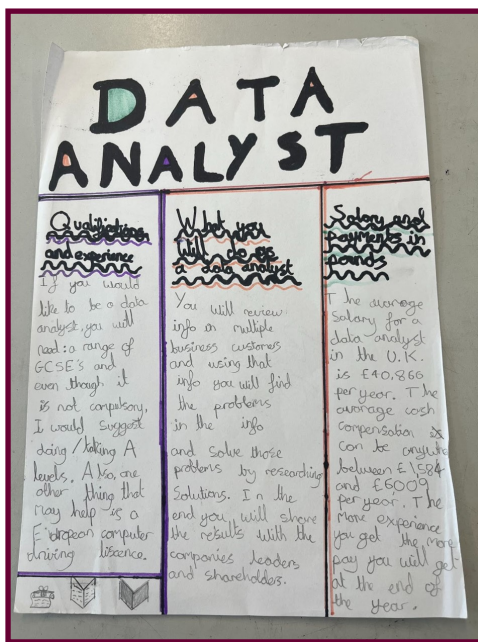 DATA
ANALYST
Qualifictions
and experience
If you would
like to be a data
analyst, you will
need: a range of
GCSE's and
even though it
is not compulsory,
I would suggest
doing/taking A
levels. Also, one
other thing that
may help is a
European computer
driving liscence.
What you
will do as
a data analyst
You will review
info on multiple
business customers
and using that
info you will find
the problems
in the info
and solve those
problems by researching
Solutions. In the
end you will share
the results with the
companies leaders
and shareholders.
Salary and
payments in
pounds
The avarage
Salary for a
data analyst
in the U.K.
is £40,866
per year. The
avarage cash
compensation
can be anywhere
between £1584
and £6009
per year. The
more experience
you get the more
pay you will get
at the end of
the year.